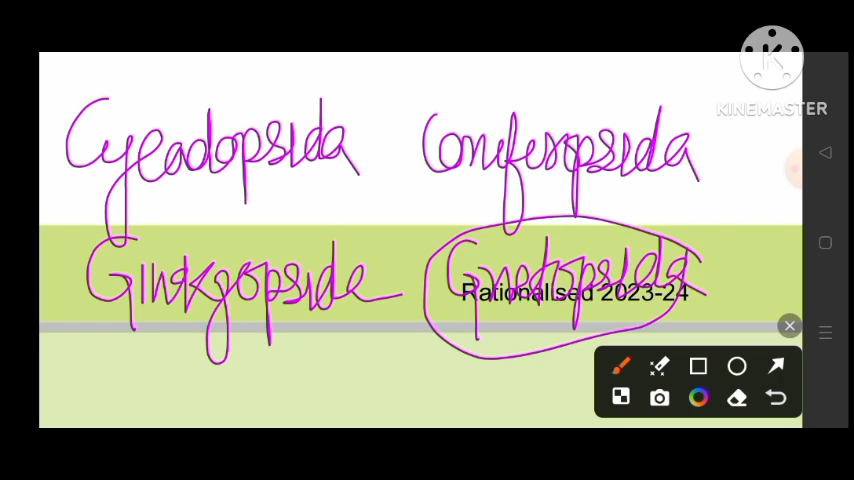 KINEMASTER
Cycadopsida Coniferopsida
Ginkgopside Gnetopsida
Rationalised 2023-24